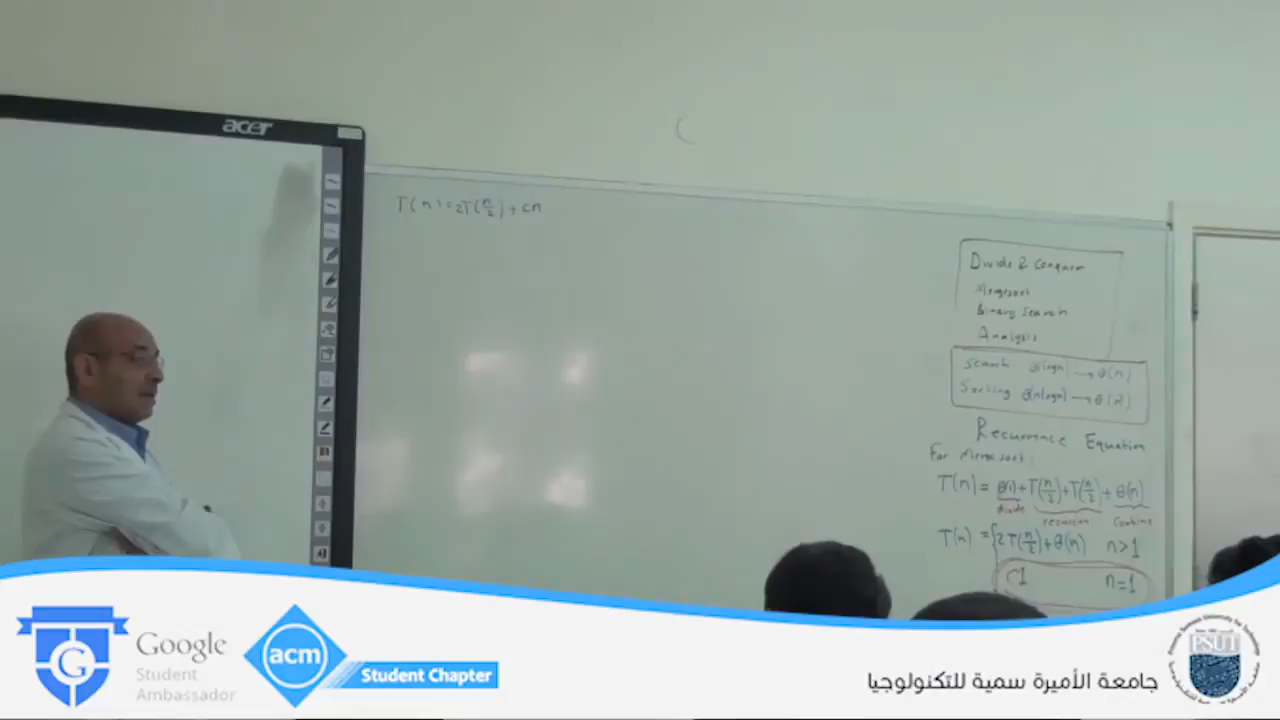 acer
T(n)=2T(n/2)+cn
Divide & Conquer
Mergesort
Binary Search
Analysis
Search θ(logn) → θ(n)
Sorting θ(nlogn) → θ(n²)
Recurrence Equation
For Mergesort:
T(n) = θ(1)+T(n/2)+T(n/2)+θ(n)
divide recursion Combine
T(n) = {2T(n/2)+θ(n) n>1
c1 n=1
G
Google
Student
Ambassador
acm
Student Chapter
جامعة الأميرة سمية للتكنولوجيا
PSUT